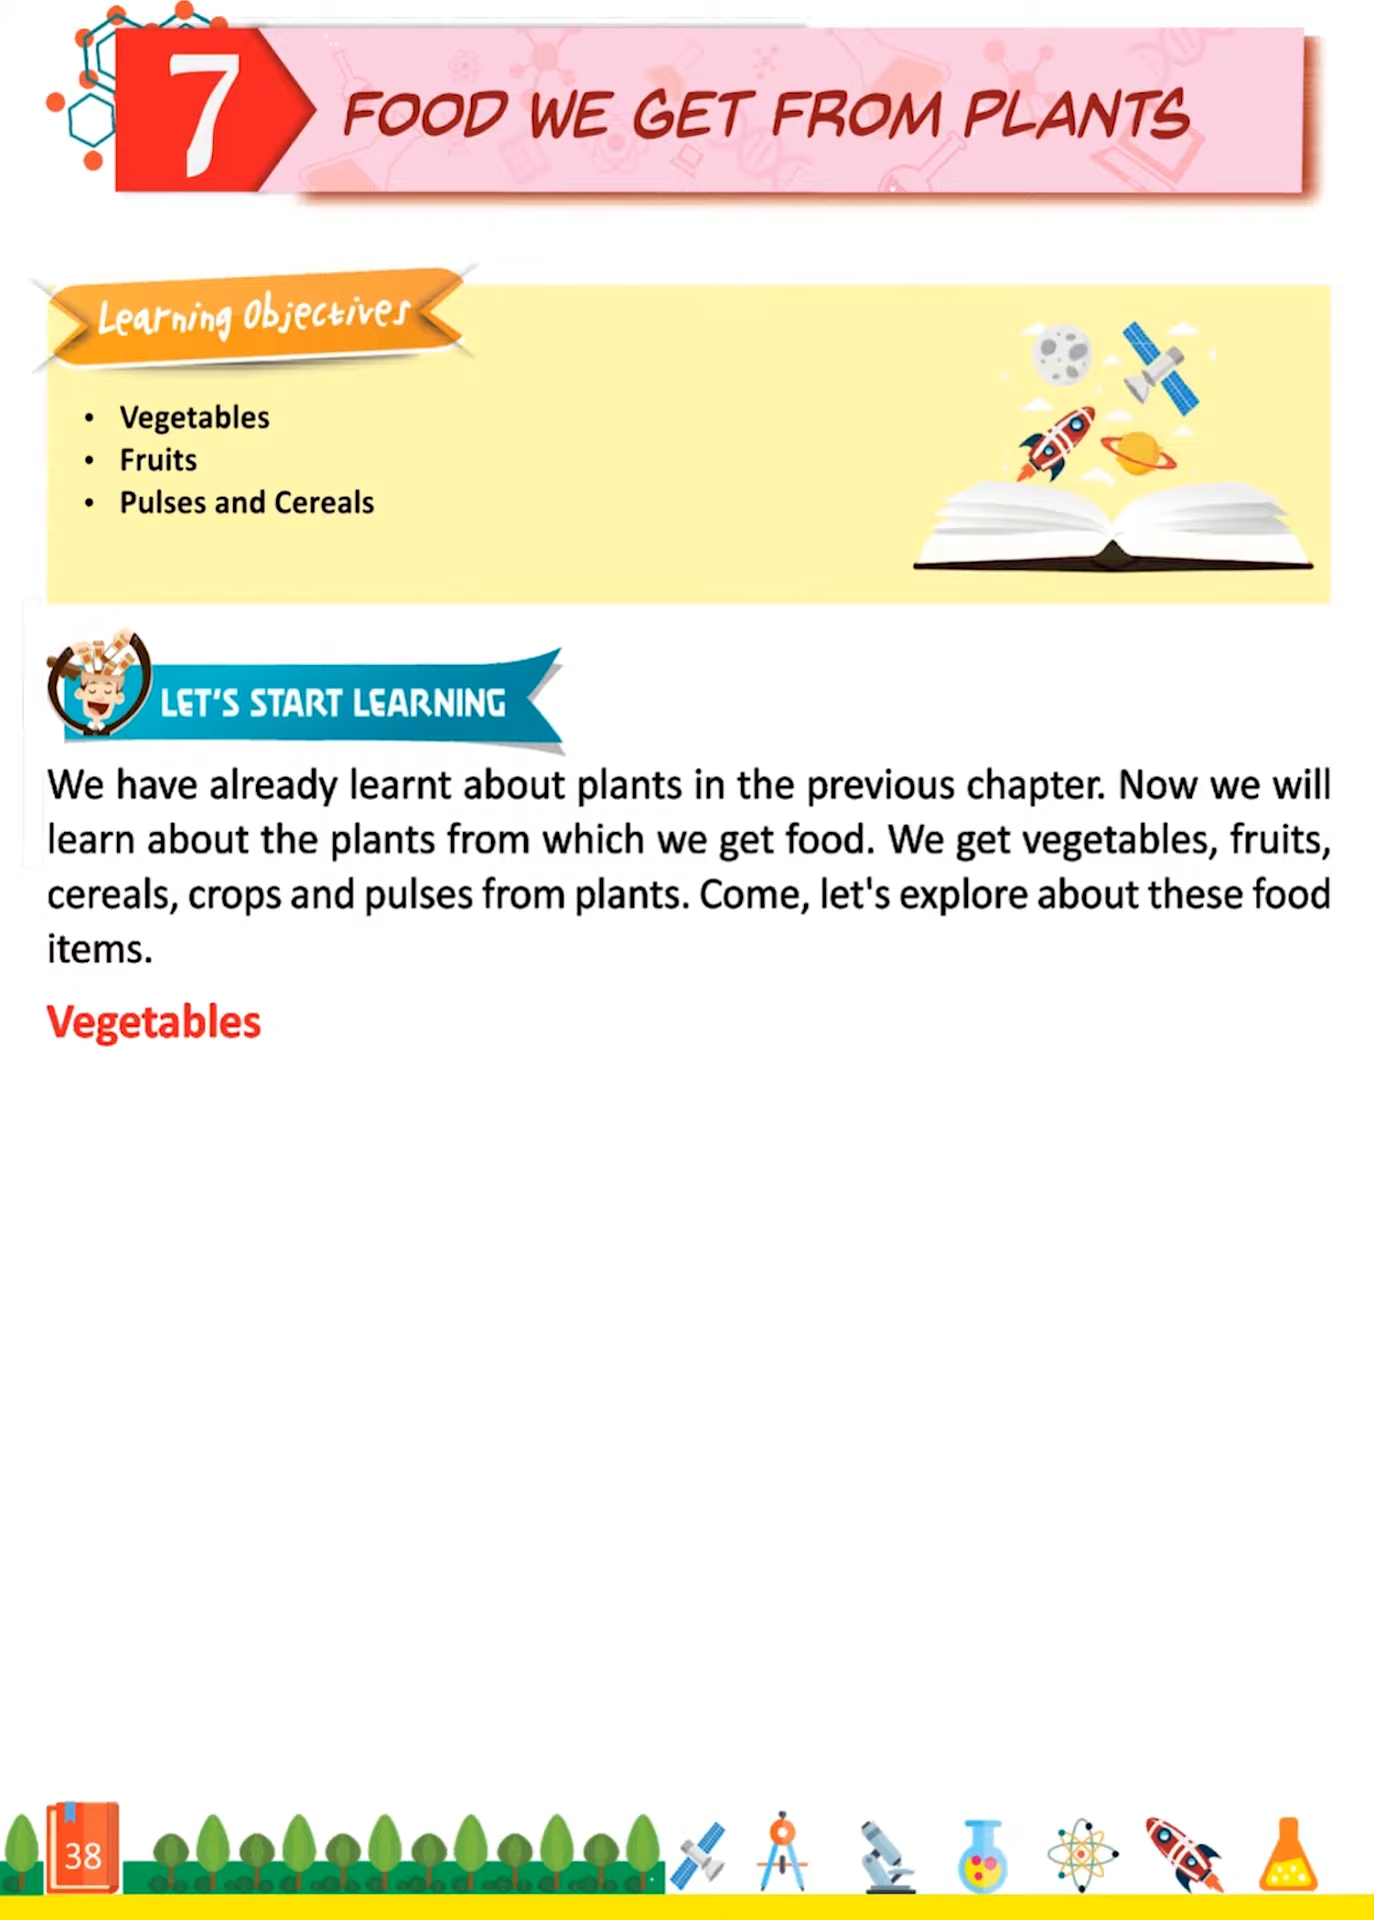 7
FOOD WE GET FROM PLANTS
Learning Objectives
• Vegetables
• Fruits
• Pulses and Cereals
LET'S START LEARNING
We have already learnt about plants in the previous chapter. Now we will
learn about the plants from which we get food. We get vegetables, fruits,
cereals, crops and pulses from plants. Come, let's explore about these food
items.
Vegetables
38